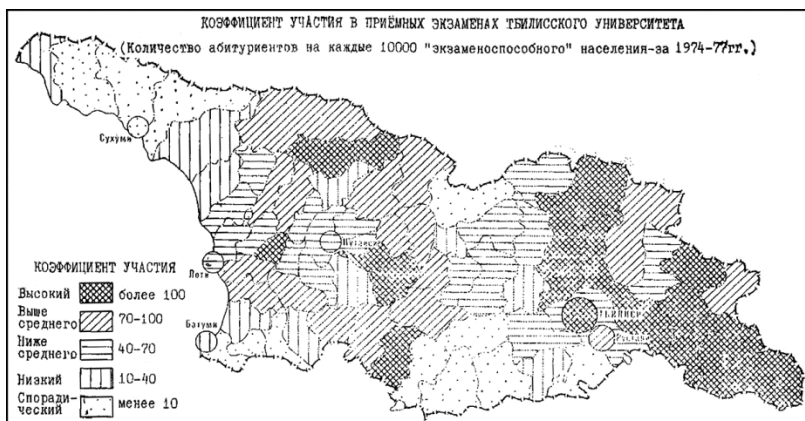 КОЭФФИЦИЕНТ УЧАСТИЯ В ПРИЁМНЫХ ЭКЗАМЕНАХ ТБИЛИССКОГО УНИВЕРСИТЕТА
(Количество абитуриентов на каждые 10000 "экзаменоспособного" населения-за 1974-77гг.)
Сухуми
Кутаиси
Поти
ТБИЛИСИ
Рустави
Батуми
КОЭФФИЦИЕНТ УЧАСТИЯ
Высокий более 100
Выше
среднего 70-100
Ниже
среднего 40-70
Низкий 10-40
Споради-
ческий менее 10